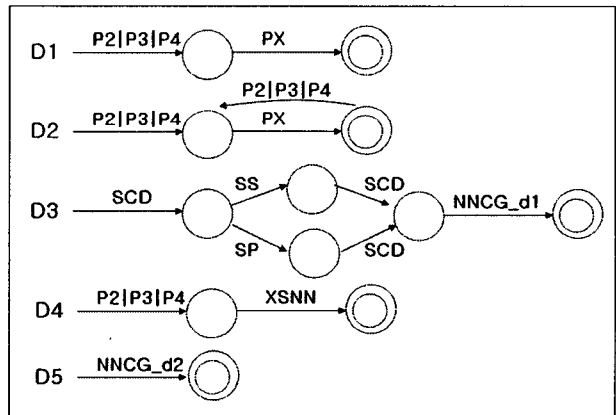 D1 P2|P3|P4 PX
P2|P3|P4
D2 P2|P3|P4 PX
SS SCD
D3 SCD NNCG_d1
SP SCD
D4 P2|P3|P4 XSNN
D5 NNCG_d2